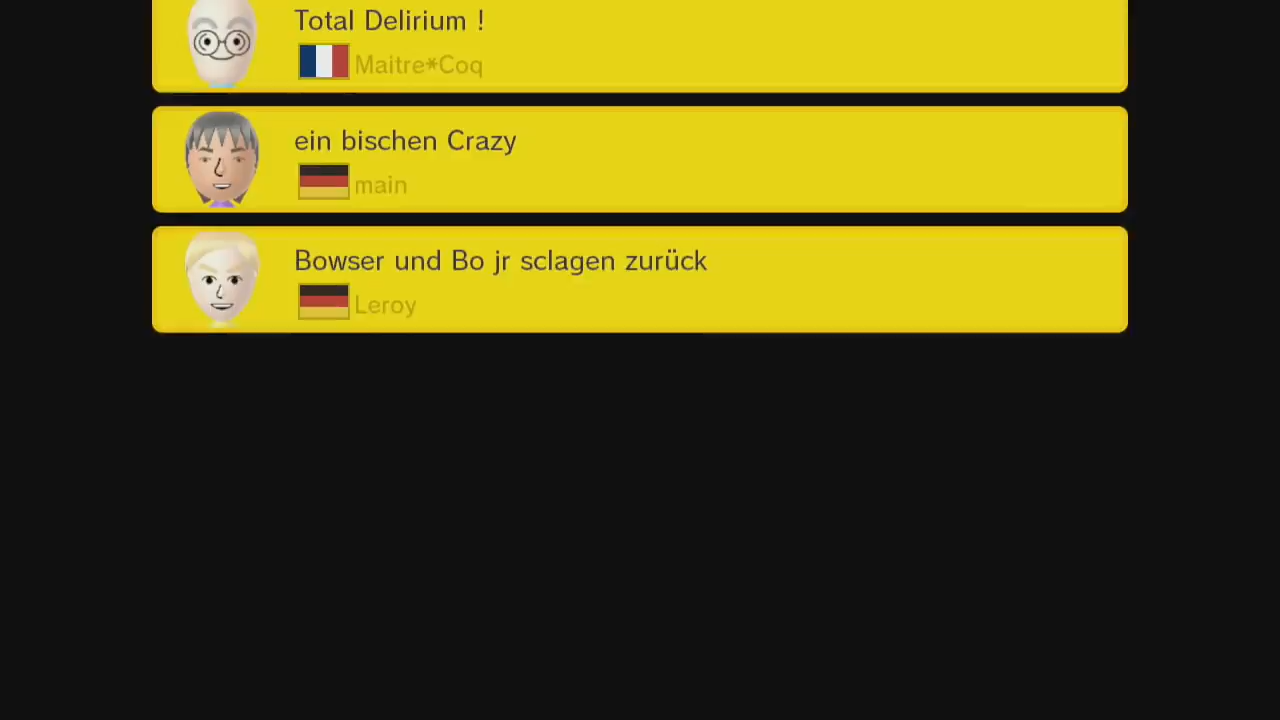 Total Delirium !
Maitre*Coq
ein bischen Crazy
main
Bowser und Bo jr sclagen zurück
Leroy